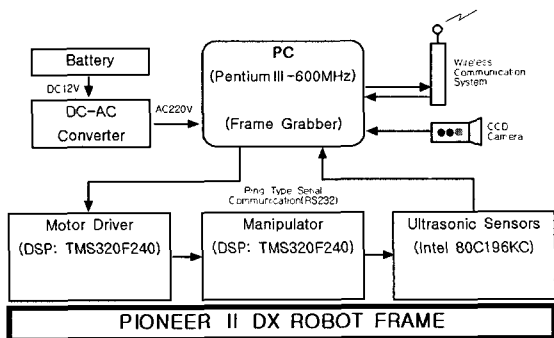 PC
(Pentium III-600MHz)
(Frame Grabber)
Battery
DC12V
DC-AC
Converter
AC220V
Wireless
Communication
System
CCD
Camera
Ring Type Serial
Communication(RS232)
Motor Driver
(DSP: TMS320F240)
Manipulator
(DSP: TMS320F240)
Ultrasonic Sensors
(Intel 80C196KC)
PIONEER II DX ROBOT FRAME